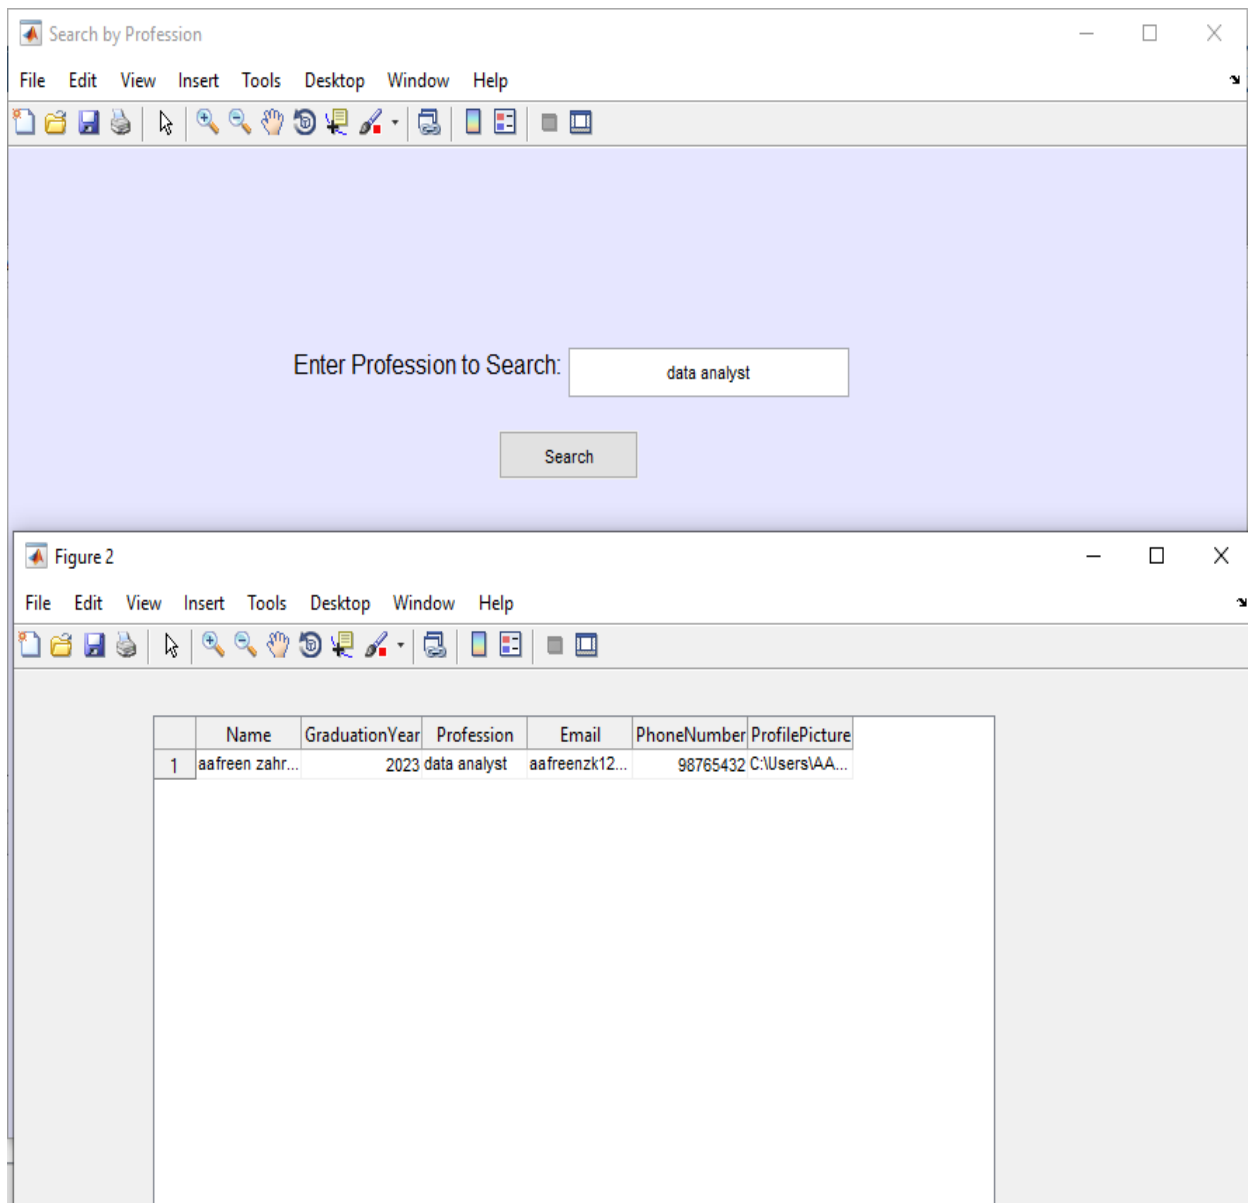 Search by Profession
File Edit View Insert Tools Desktop Window Help
Enter Profession to Search: data analyst
Search
Figure 2
File Edit View Insert Tools Desktop Window Help
Name GraduationYear Profession Email PhoneNumber ProfilePicture
1 aafreen zahr... 2023 data analyst aafreenzk12... 98765432 C:\Users\AA...